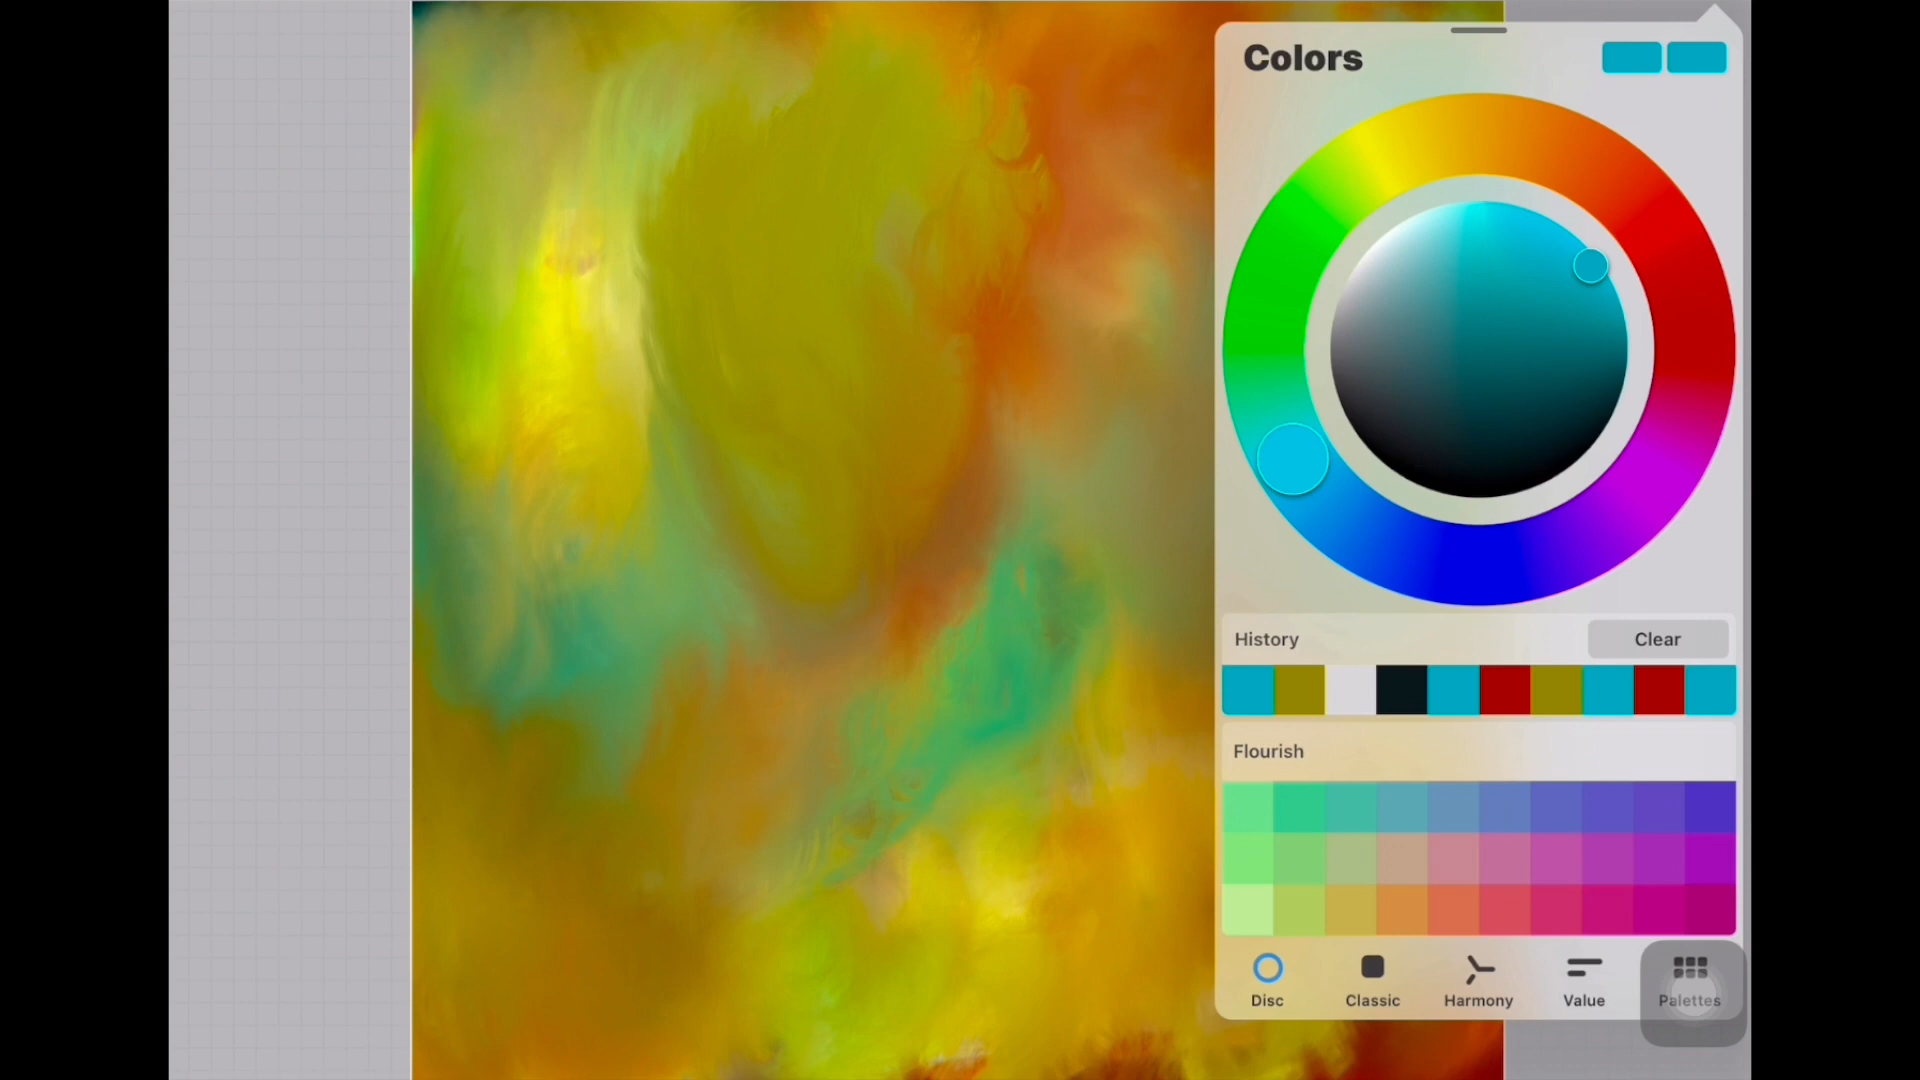 Colors
History
Clear
Flourish
Disc
Classic
Harmony
Value
Palettes